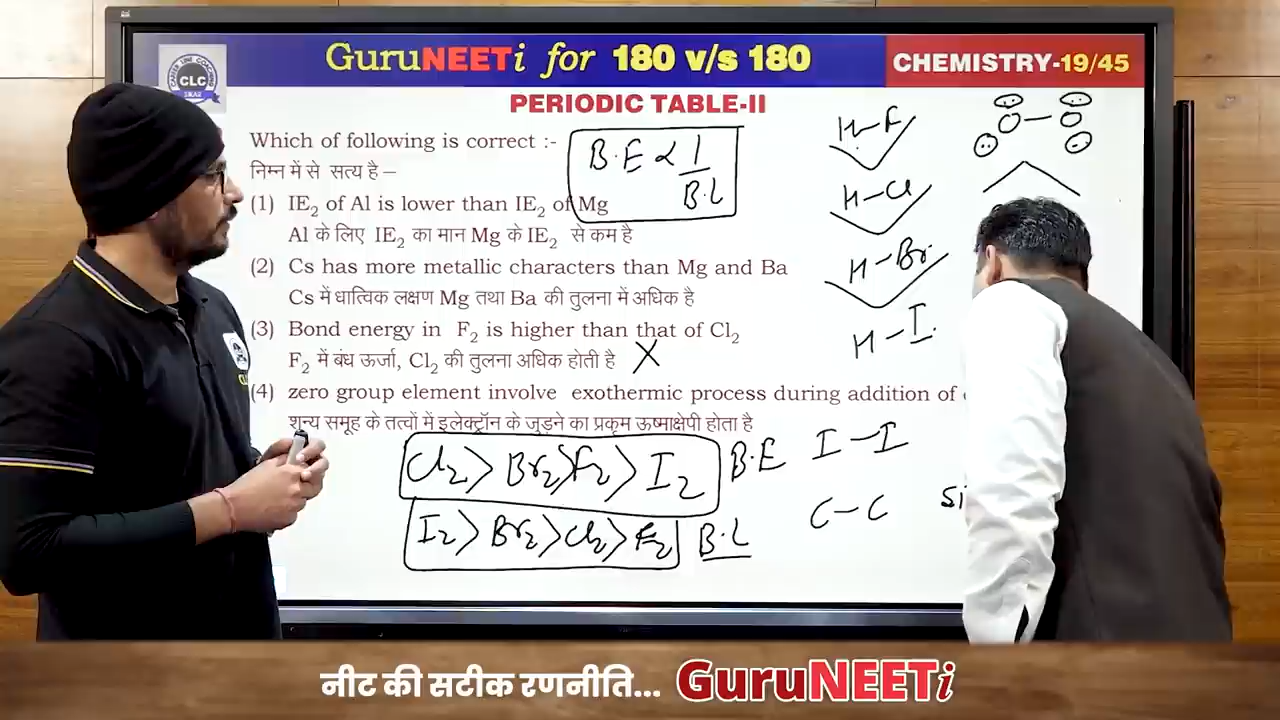 GuruNEETi for 180 v/s 180
CHEMISTRY-19/45
CLC
PERIODIC TABLE-II
Which of following is correct :-
निम्न में से सत्य है –
(1) IE₂ of Al is lower than IE₂ of Mg
Al के लिए IE₂ का मान Mg के IE₂ से कम है
(2) Cs has more metallic characters than Mg and Ba
Cs में धात्विक लक्षण Mg तथा Ba की तुलना में अधिक है
(3) Bond energy in F₂ is higher than that of Cl₂
F₂ में बंध ऊर्जा, Cl₂ की तुलना अधिक होती है X
(4) zero group element involve exothermic process during addition of
शून्य समूह के तत्वों में इलेक्ट्रॉन के जुड़ने का प्रक्रम ऊष्माक्षेपी होता है
B.E ∝ 1/B.L
H-F
H-Cl
H-Br
H-I
Cl₂ > Br₂ > F₂ > I₂ B.E
I₂ > Br₂ > Cl₂ > F₂ B.L
I-I
C-C
नीट की सटीक रणनीति... GuruNEETi